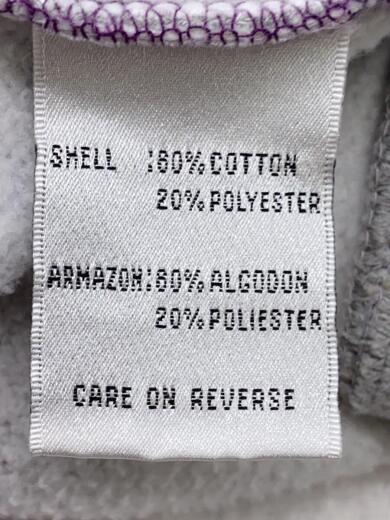 SHELL :80% COTTON
20% POLYESTER
ARMAZON:80% ALGODON
20% POLIESTER
CARE ON REVERSE